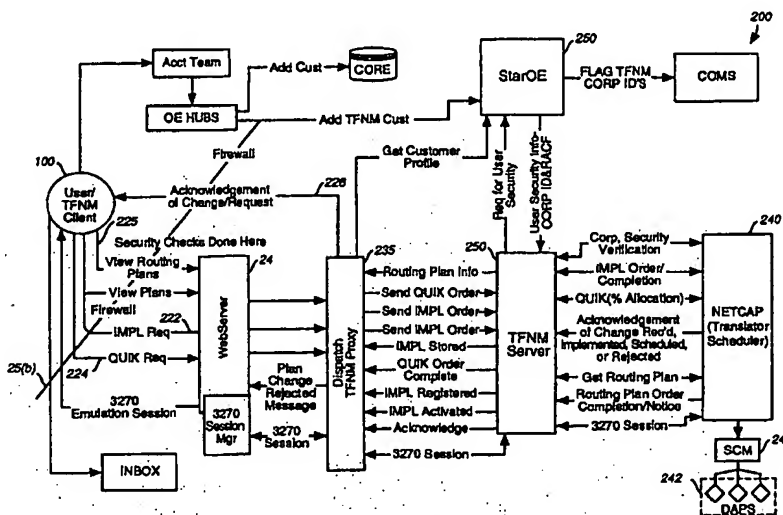 200
250
Acct Team
Add Cust
CORE
StarOE
FLAG TFNM
CORP ID'S
COMS
OE HUBS
Add TFNM Cust
Firewall
Get Customer
Profile
Req for User
Security
User Security Info-
CORP ID&RACF
100
User/
TFNM
Client
Acknowledgement
of Change/Request
226
225
Security Checks Done Here
View Routing
Plans
24
235
250
240
View Plans
Firewall
IMPL Req
222
224
QUIK Req
25(b)
3270
Emulation Session
INBOX
WebServer
3270
Session
Mgr
Plan
Change
Rejected
Message
3270
Session
Dispatch
TFNM Proxy
Routing Plan Info
Send QUIK Order
Send IMPL Order
Send IMPL Order
IMPL Stored
QUIK Order
Complete
IMPL Registered
IMPL Activated
Acknowledge
3270 Session
TFNM
Server
Corp, Security
Verification
IMPL Order/
Completion
QUIK(% Allocation)
Acknowledgement
of Change Rec'd,
Implemented, Scheduled,
or Rejected
Get Routing Plan
Routing Plan Order
Completion/Notice
3270 Session
NETCAP
(Translator
Scheduler)
SCM
24
242
DAPS